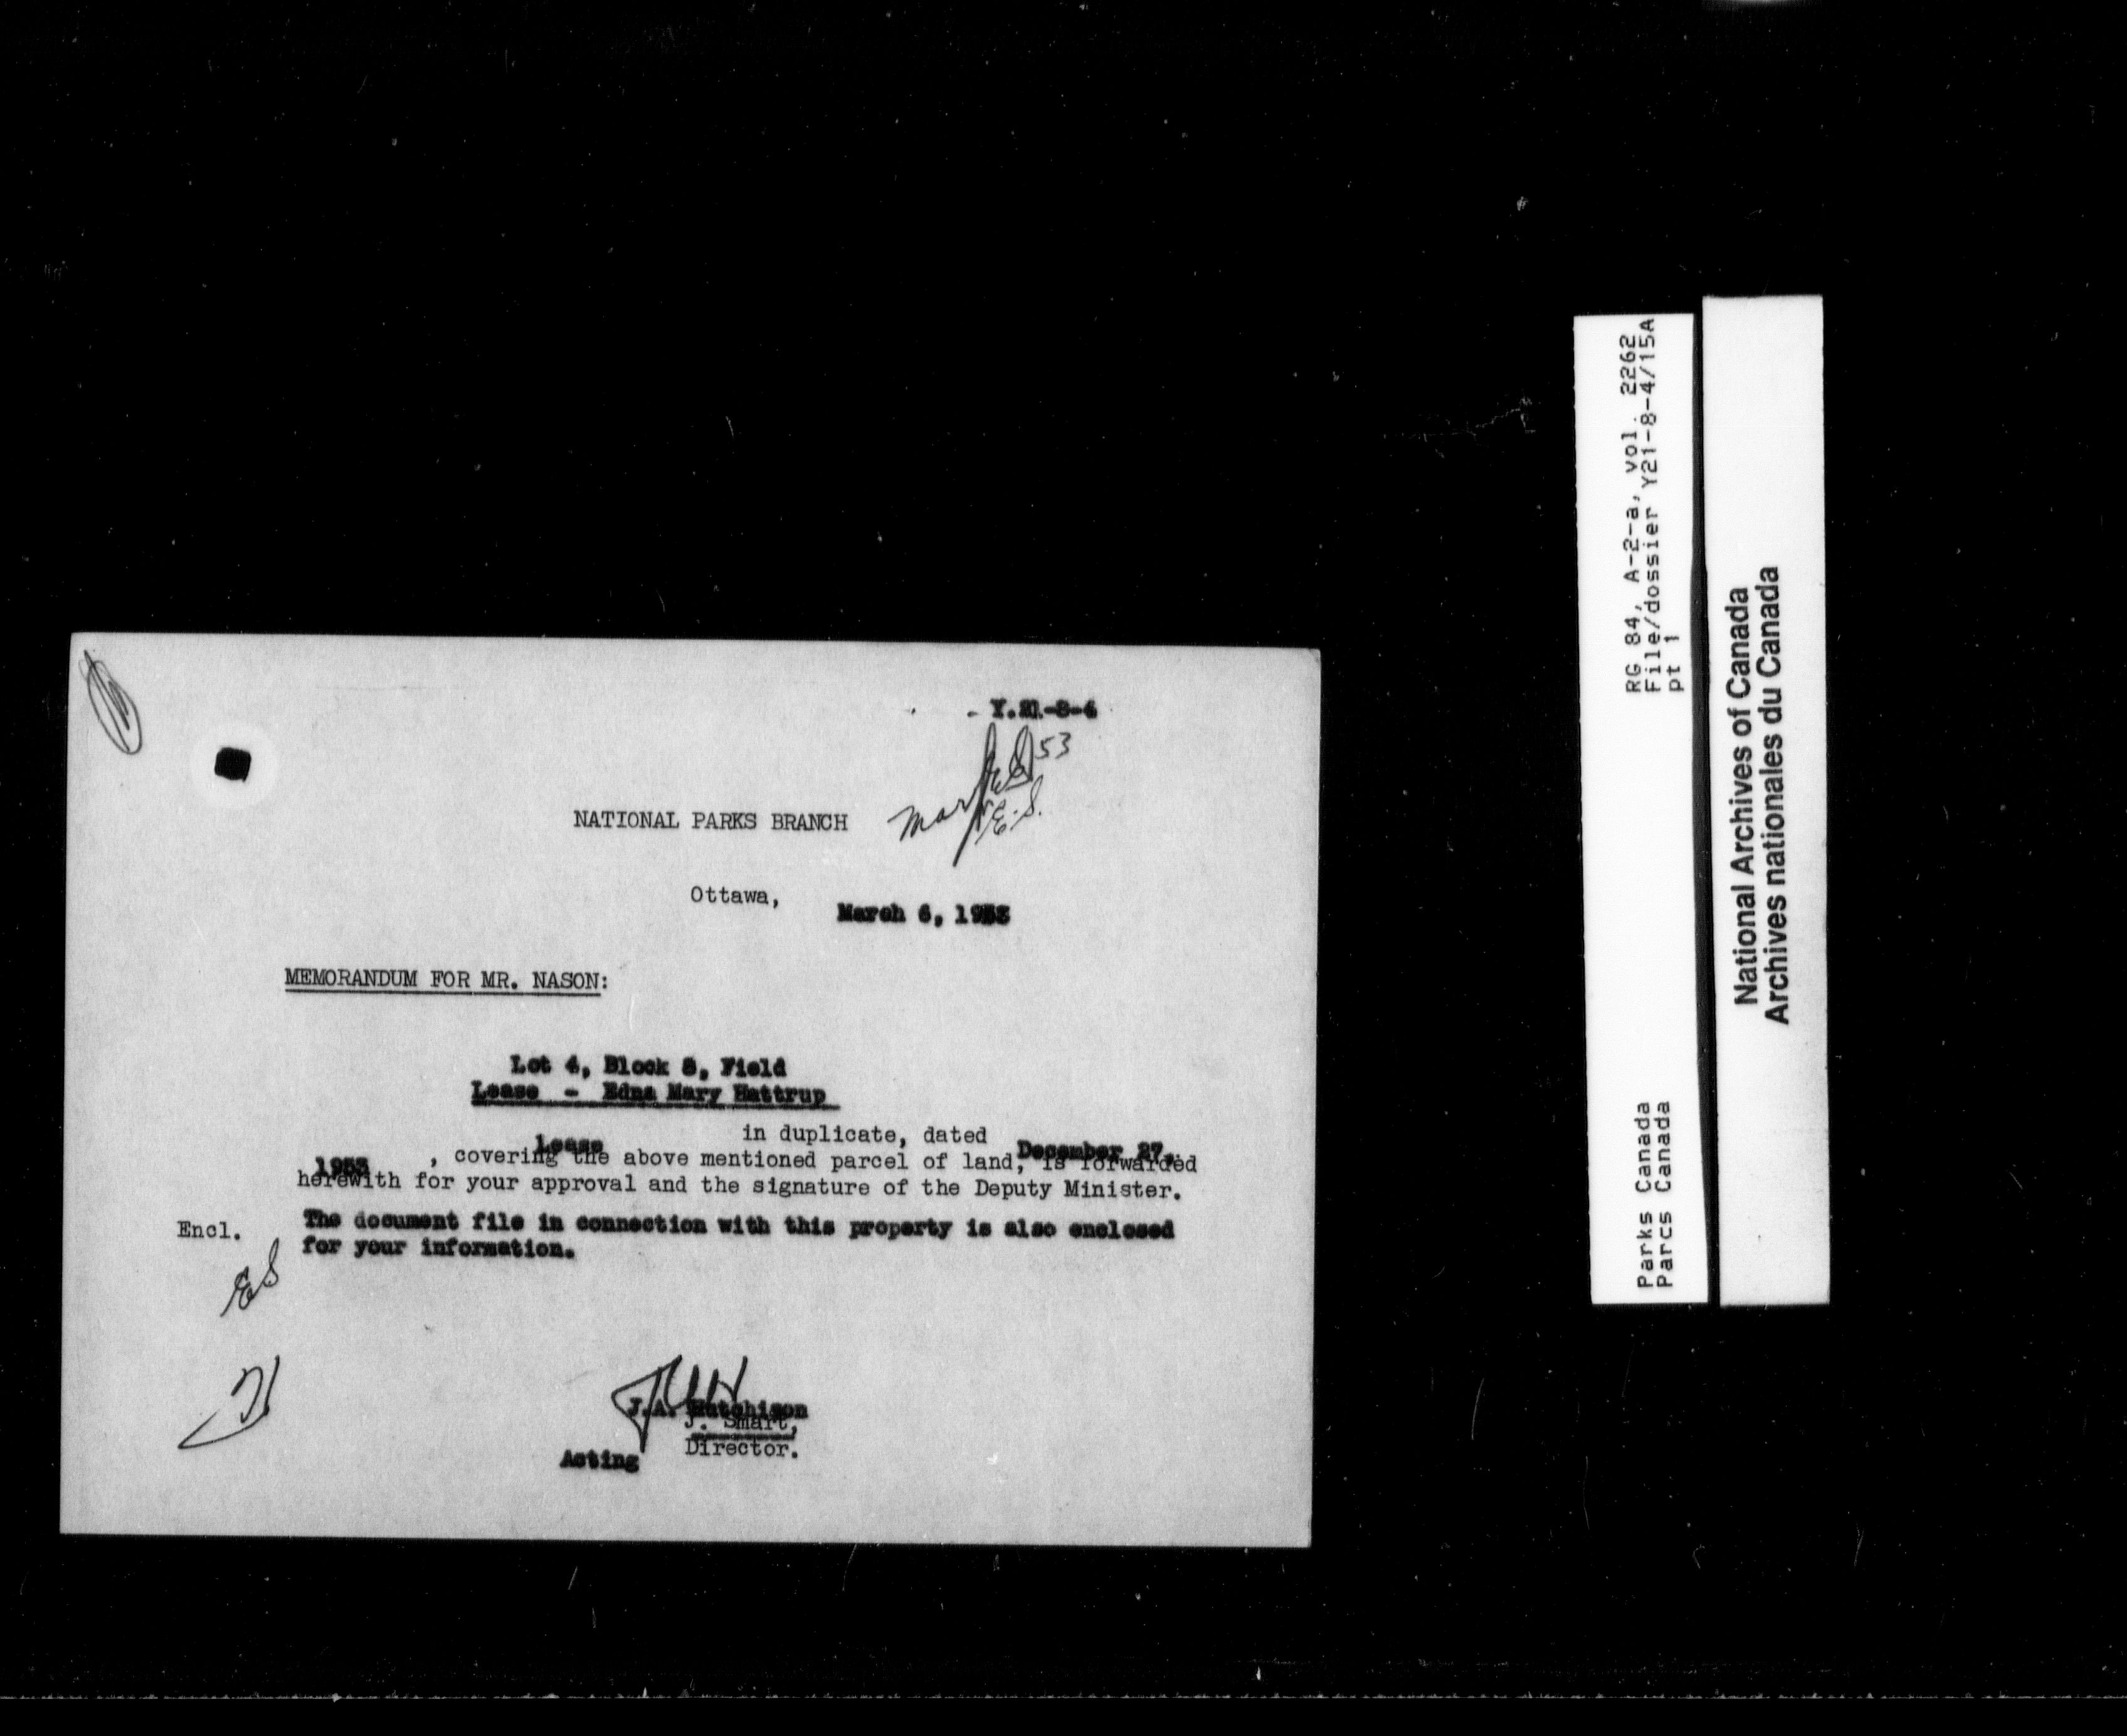 Y.21-8-4
53
Mar
E.S.
NATIONAL PARKS BRANCH
Ottawa, March 6, 1953
MEMORANDUM FOR MR. NASON:
Lot 4, Block 8, Field
Lease - Edna Mary Hattrup
Lease in duplicate, dated December 27,
1953, covering the above mentioned parcel of land, is forwarded
herewith for your approval and the signature of the Deputy Minister.
Encl. The document file in connection with this property is also enclosed
for your information.
ES
J.A. Hutchison
J. Smart,
Acting Director.
RG 84, A-2-a, vol. 2262
File/dossier Y21-8-4/15A
pt 1
Parks Canada
Parcs Canada
National Archives of Canada
Archives nationales du Canada